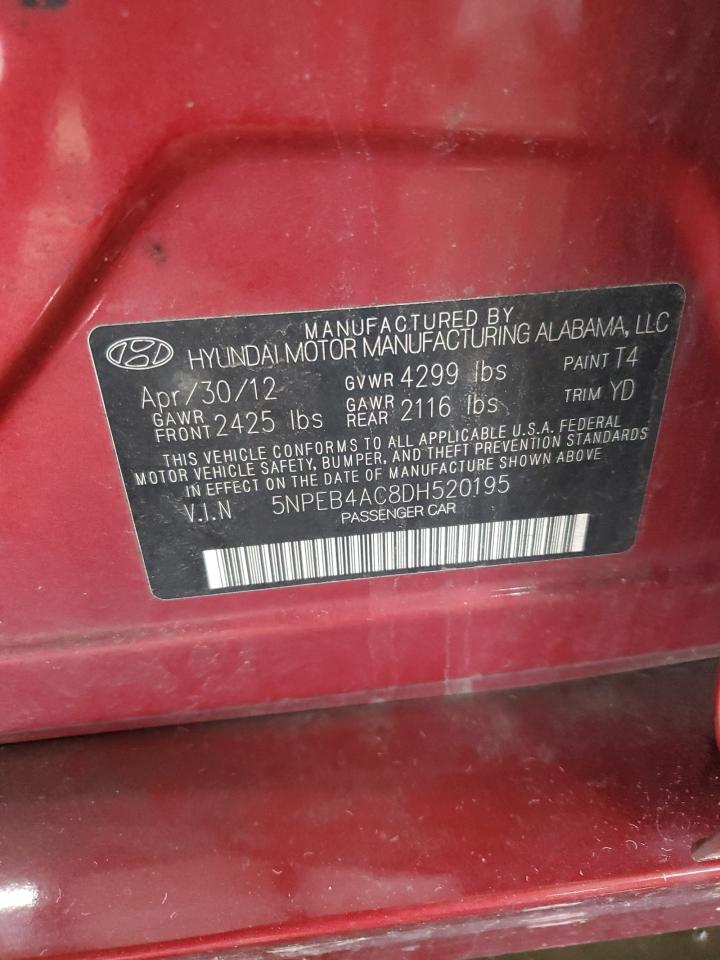 MANUFACTURED BY
HYUNDAI MOTOR MANUFACTURING ALABAMA, LLC
Apr/30/12 GVWR 4299 lbs PAINT T4
GAWR FRONT 2425 lbs GAWR REAR 2116 lbs TRIM YD
THIS VEHICLE CONFORMS TO ALL APPLICABLE U.S.A. FEDERAL
MOTOR VEHICLE SAFETY, BUMPER, AND THEFT PREVENTION STANDARDS
IN EFFECT ON THE DATE OF MANUFACTURE SHOWN ABOVE
V.I.N 5NPEB4AC8DH520195
PASSENGER CAR